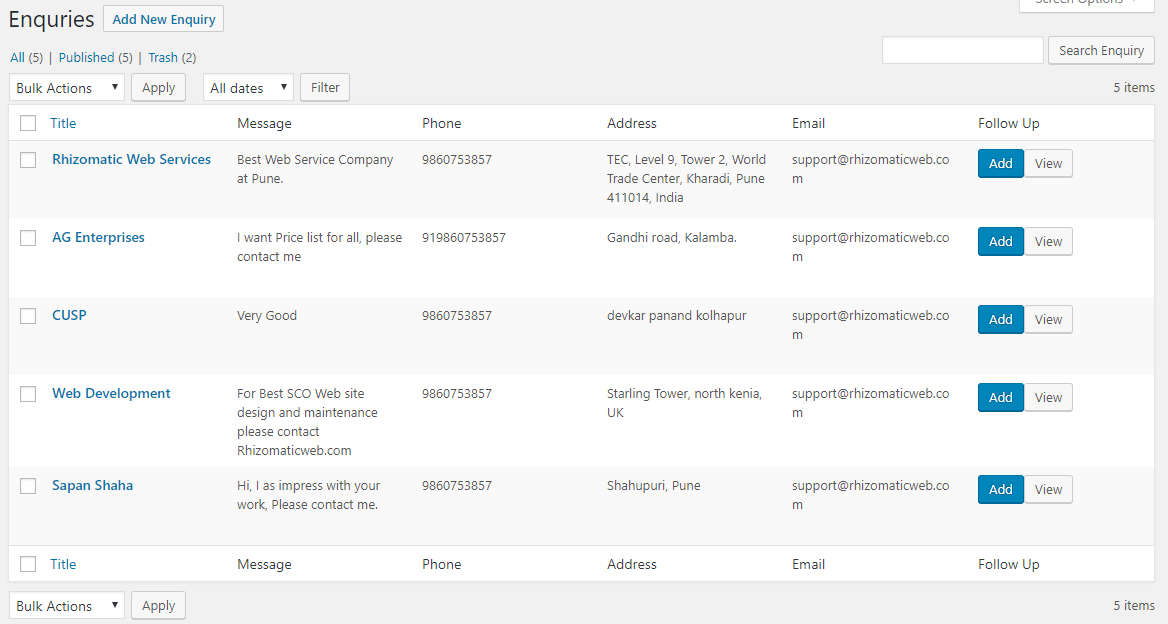 Screen Options
Enquries Add New Enquiry
All (5) | Published (5) | Trash (2)
Search Enquiry
Bulk Actions Apply All dates Filter 5 items
Title Message Phone Address Email Follow Up
Rhizomatic Web Services Best Web Service Company 9860753857 TEC, Level 9, Tower 2, World support@rhizomaticweb.co Add View
at Pune. Trade Center, Kharadi, Pune m
411014, India
AG Enterprises I want Price list for all, please 919860753857 Gandhi road, Kalamba. support@rhizomaticweb.co Add View
contact me m
CUSP Very Good 9860753857 devkar panand kolhapur support@rhizomaticweb.co Add View
m
Web Development For Best SCO Web site 9860753857 Starling Tower, north kenia, support@rhizomaticweb.co Add View
design and maintenance UK m
please contact
Rhizomaticweb.com
Sapan Shaha Hi, I as impress with your 9860753857 Shahupuri, Pune support@rhizomaticweb.co Add View
work, Please contact me. m
Title Message Phone Address Email Follow Up
Bulk Actions Apply 5 items